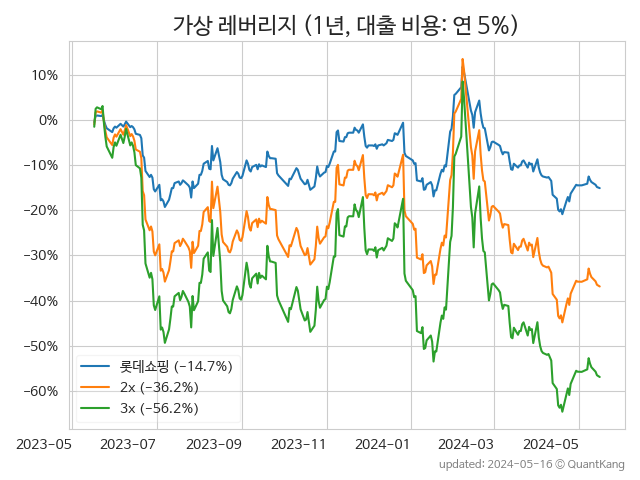 가상 레버리지 (1년, 대출 비용: 연 5%)
10%
0%
−10%
−20%
−30%
−40%
−50%
−60%
롯데쇼핑 (−14.7%)
2x (−36.2%)
3x (−56.2%)
2023-05 2023-07 2023-09 2023-11 2024-01 2024-03 2024-05
updated: 2024-05-16 ⓒ QuantKang